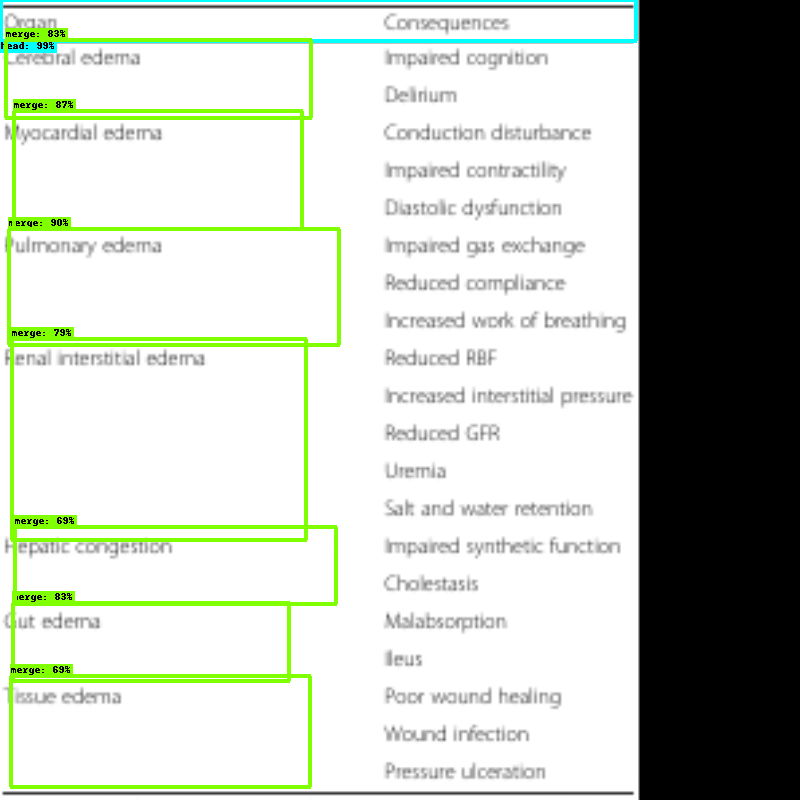 Organ Consequences
merge: 83%
head: 99%
Cerebral edema Impaired cognition
Delirium
merge: 87%
Myocardial edema Conduction disturbance
Impaired contractility
Diastolic dysfunction
merge: 90%
Pulmonary edema Impaired gas exchange
Reduced compliance
Increased work of breathing
merge: 79%
Renal interstitial edema Reduced RBF
Increased interstitial pressure
Reduced GFR
Uremia
Salt and water retention
merge: 69%
Hepatic congestion Impaired synthetic function
Cholestasis
merge: 83%
Gut edema Malabsorption
Ileus
merge: 69%
Tissue edema Poor wound healing
Wound infection
Pressure ulceration